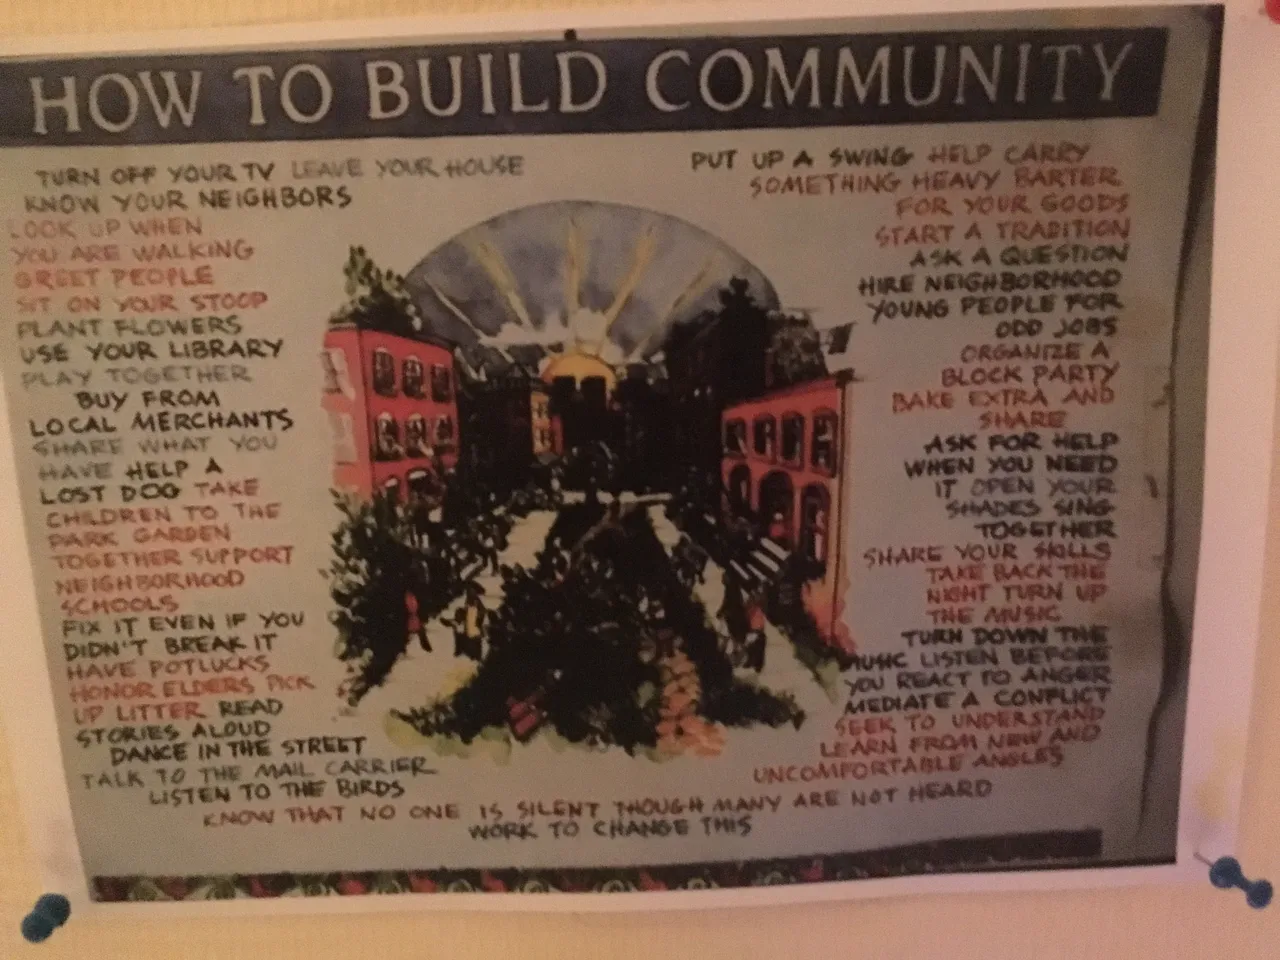 HOW TO BUILD COMMUNITY
TURN OFF YOUR TV LEAVE YOUR HOUSE
KNOW YOUR NEIGHBORS
LOOK UP WHEN
YOU ARE WALKING
GREET PEOPLE
SIT ON YOUR STOOP
PLANT FLOWERS
USE YOUR LIBRARY
PLAY TOGETHER
BUY FROM
LOCAL MERCHANTS
SHARE WHAT YOU
HAVE HELP A
LOST DOG TAKE
CHILDREN TO THE
PARK GARDEN
TOGETHER SUPPORT
NEIGHBORHOOD
SCHOOLS
FIX IT EVEN IF YOU
DIDN'T BREAK IT
HAVE POTLUCKS
HONOR ELDERS PICK
UP LITTER READ
STORIES ALOUD
DANCE IN THE STREET
TALK TO THE MAIL CARRIER
LISTEN TO THE BIRDS
PUT UP A SWING HELP CARRY
SOMETHING HEAVY BARTER
FOR YOUR GOODS
START A TRADITION
ASK A QUESTION
HIRE NEIGHBORHOOD
YOUNG PEOPLE FOR
ODD JOBS
ORGANIZE A
BLOCK PARTY
BAKE EXTRA AND
SHARE
ASK FOR HELP
WHEN YOU NEED
IT OPEN YOUR
SHADES SING
TOGETHER
SHARE YOUR SKILLS
TAKE BACK THE
NIGHT TURN UP
THE MUSIC
TURN DOWN THE
MUSIC LISTEN BEFORE
YOU REACT TO ANGER
MEDIATE A CONFLICT
SEEK TO UNDERSTAND
LEARN FROM NEW AND
UNCOMFORTABLE ANGLES
KNOW THAT NO ONE IS SILENT THOUGH MANY ARE NOT HEARD
WORK TO CHANGE THIS